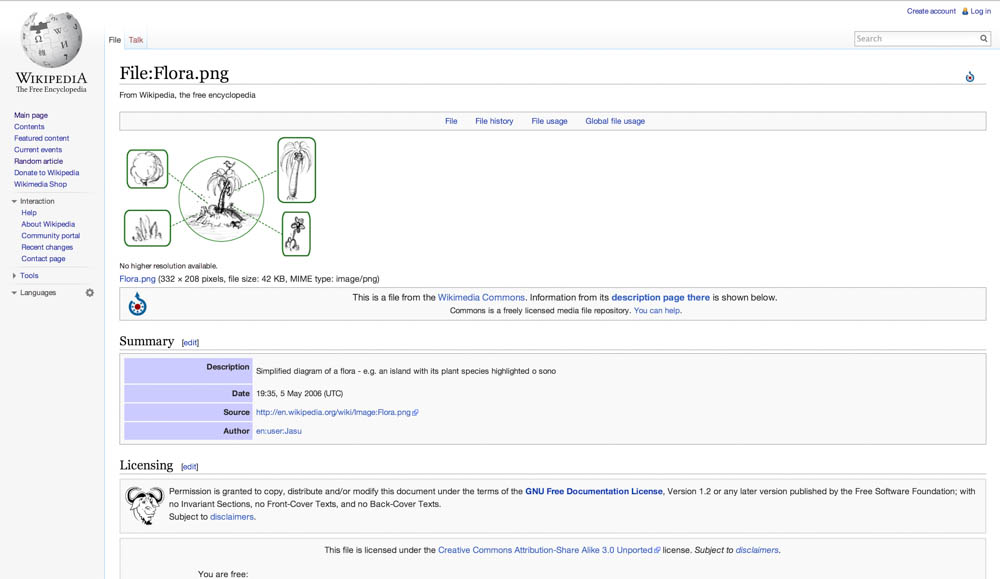 Create account Log in
WIKIPEDIA
The Free Encyclopedia
File Talk
Search
Main page
Contents
Featured content
Current events
Random article
Donate to Wikipedia
Wikimedia Shop
Interaction
Help
About Wikipedia
Community portal
Recent changes
Contact page
Tools
Languages
File:Flora.png
From Wikipedia, the free encyclopedia
File File history File usage Global file usage
No higher resolution available.
Flora.png (332 × 208 pixels, file size: 42 KB, MIME type: image/png)
This is a file from the Wikimedia Commons. Information from its description page there is shown below.
Commons is a freely licensed media file repository. You can help.
Summary [edit]
Description Simplified diagram of a flora - e.g. an island with its plant species highlighted o sono
Date 19:35, 5 May 2006 (UTC)
Source http://en.wikipedia.org/wiki/Image:Flora.png
Author en:user:Jasu
Licensing [edit]
Permission is granted to copy, distribute and/or modify this document under the terms of the GNU Free Documentation License, Version 1.2 or any later version published by the Free Software Foundation; with
no Invariant Sections, no Front-Cover Texts, and no Back-Cover Texts.
Subject to disclaimers.
This file is licensed under the Creative Commons Attribution-Share Alike 3.0 Unported license. Subject to disclaimers.
You are free: